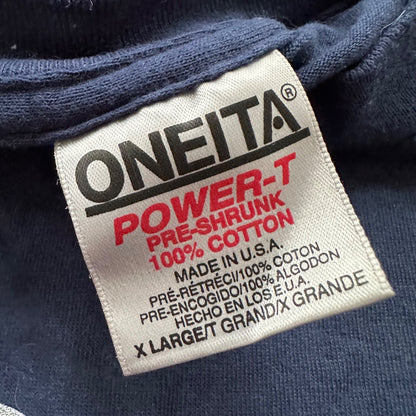 ONEITA®
POWER-T
PRE-SHRUNK
100% COTTON
MADE IN U.S.A.
PRÉ-RÉTRÉCI/100% COTON
PRE-ENCOGIDO/100% ALGODON
HECHO EN LOS E.U.A.
X LARGE/T GRAND/X GRANDE